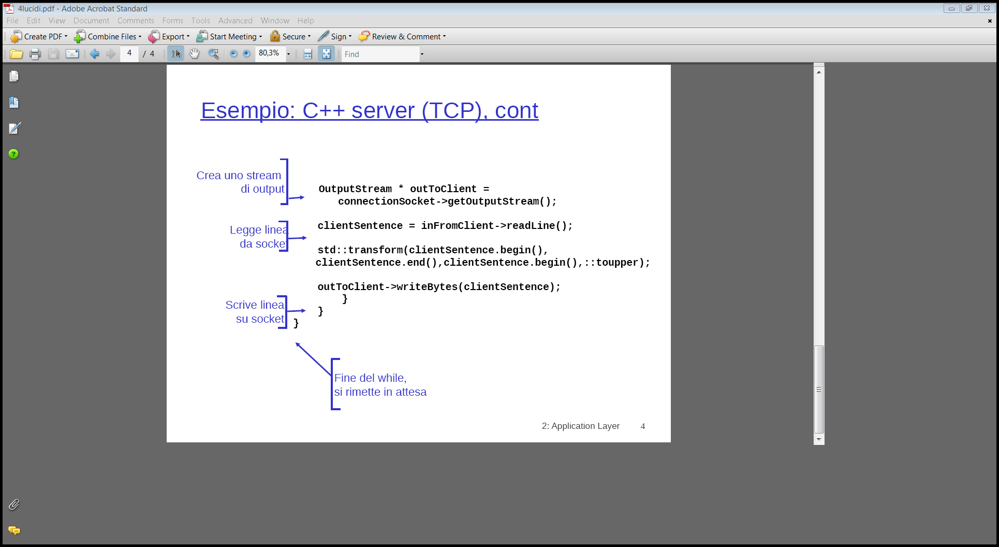 4lucidi.pdf - Adobe Acrobat Standard
File Edit View Document Comments Forms Tools Advanced Window Help
Create PDF Combine Files Export Start Meeting Secure Sign Review & Comment
4 / 4 80,3% Find
Esempio: C++ server (TCP), cont
Crea uno stream
di output
OutputStream * outToClient =
connectionSocket->getOutputStream();
Legge linea
da socket
clientSentence = inFromClient->readLine();
std::transform(clientSentence.begin(),
clientSentence.end(),clientSentence.begin(),::toupper);
outToClient->writeBytes(clientSentence);
}
Scrive linea
su socket
}
}
Fine del while,
si rimette in attesa
2: Application Layer 4